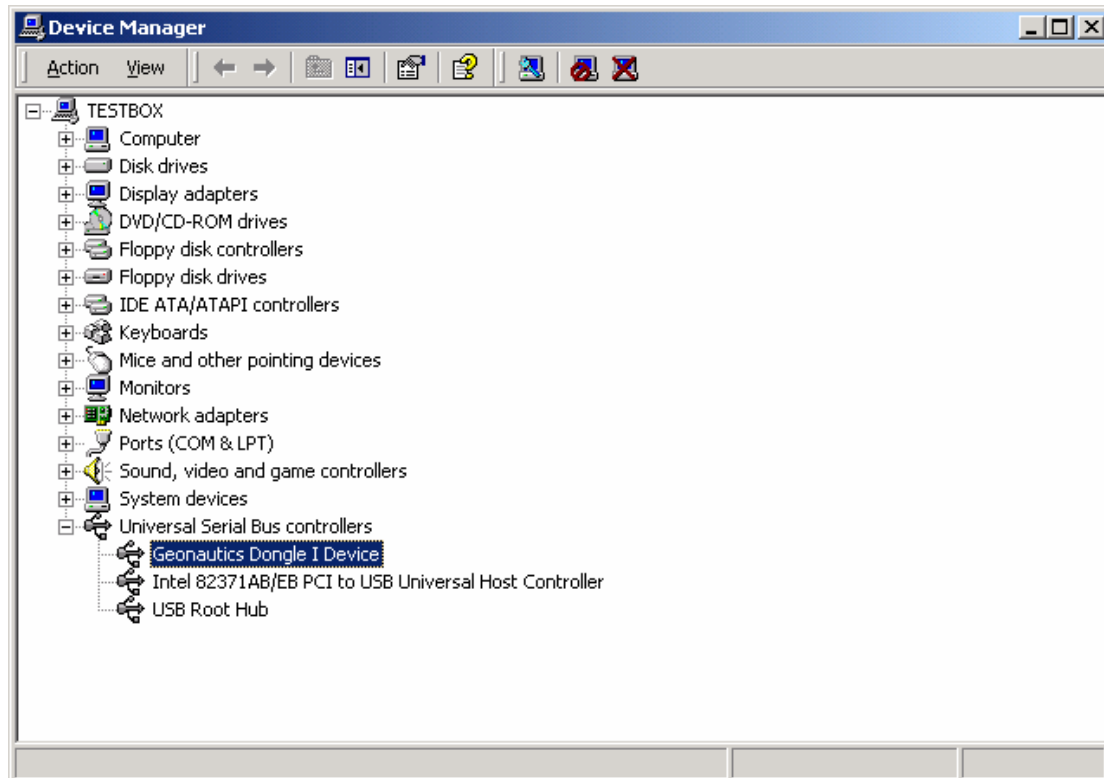 Device Manager
Action View
TESTBOX
Computer
Disk drives
Display adapters
DVD/CD-ROM drives
Floppy disk controllers
Floppy disk drives
IDE ATA/ATAPI controllers
Keyboards
Mice and other pointing devices
Monitors
Network adapters
Ports (COM & LPT)
Sound, video and game controllers
System devices
Universal Serial Bus controllers
Geonautics Dongle I Device
Intel 82371AB/EB PCI to USB Universal Host Controller
USB Root Hub